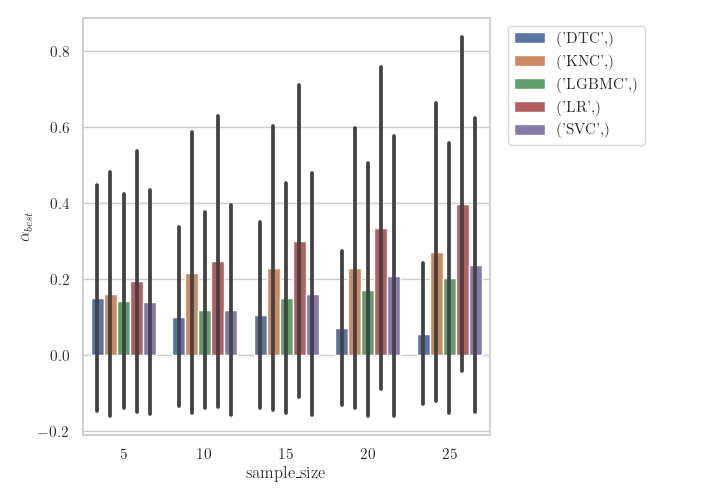 0.8
0.6
0.4
0.2
0.0
−0.2
α_best
5 10 15 20 25
sample_size
('DTC',)
('KNC',)
('LGBMC',)
('LR',)
('SVC',)